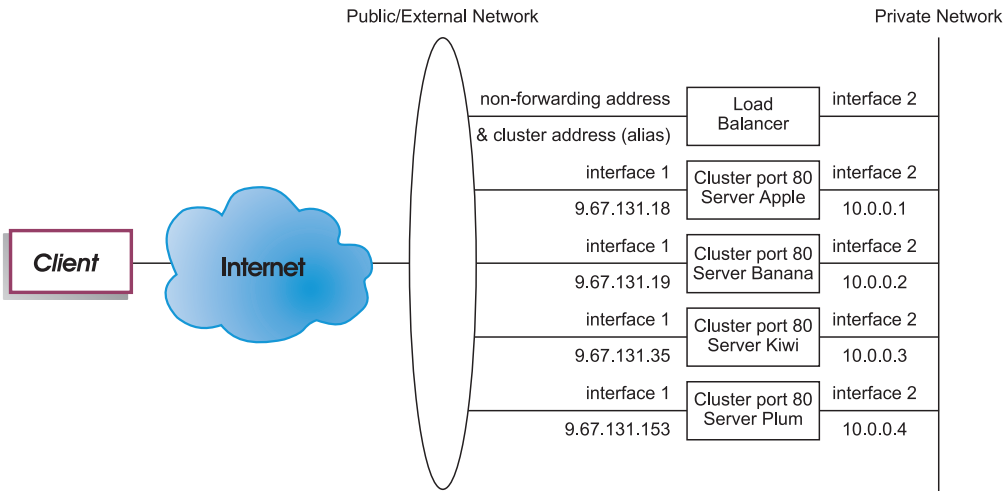 Public/External Network
Private Network
non-forwarding address
& cluster address (alias)
Load
Balancer
interface 2
interface 1
9.67.131.18
Cluster port 80
Server Apple
interface 2
10.0.0.1
interface 1
9.67.131.19
Cluster port 80
Server Banana
interface 2
10.0.0.2
Client
Internet
interface 1
9.67.131.35
Cluster port 80
Server Kiwi
interface 2
10.0.0.3
interface 1
9.67.131.153
Cluster port 80
Server Plum
interface 2
10.0.0.4